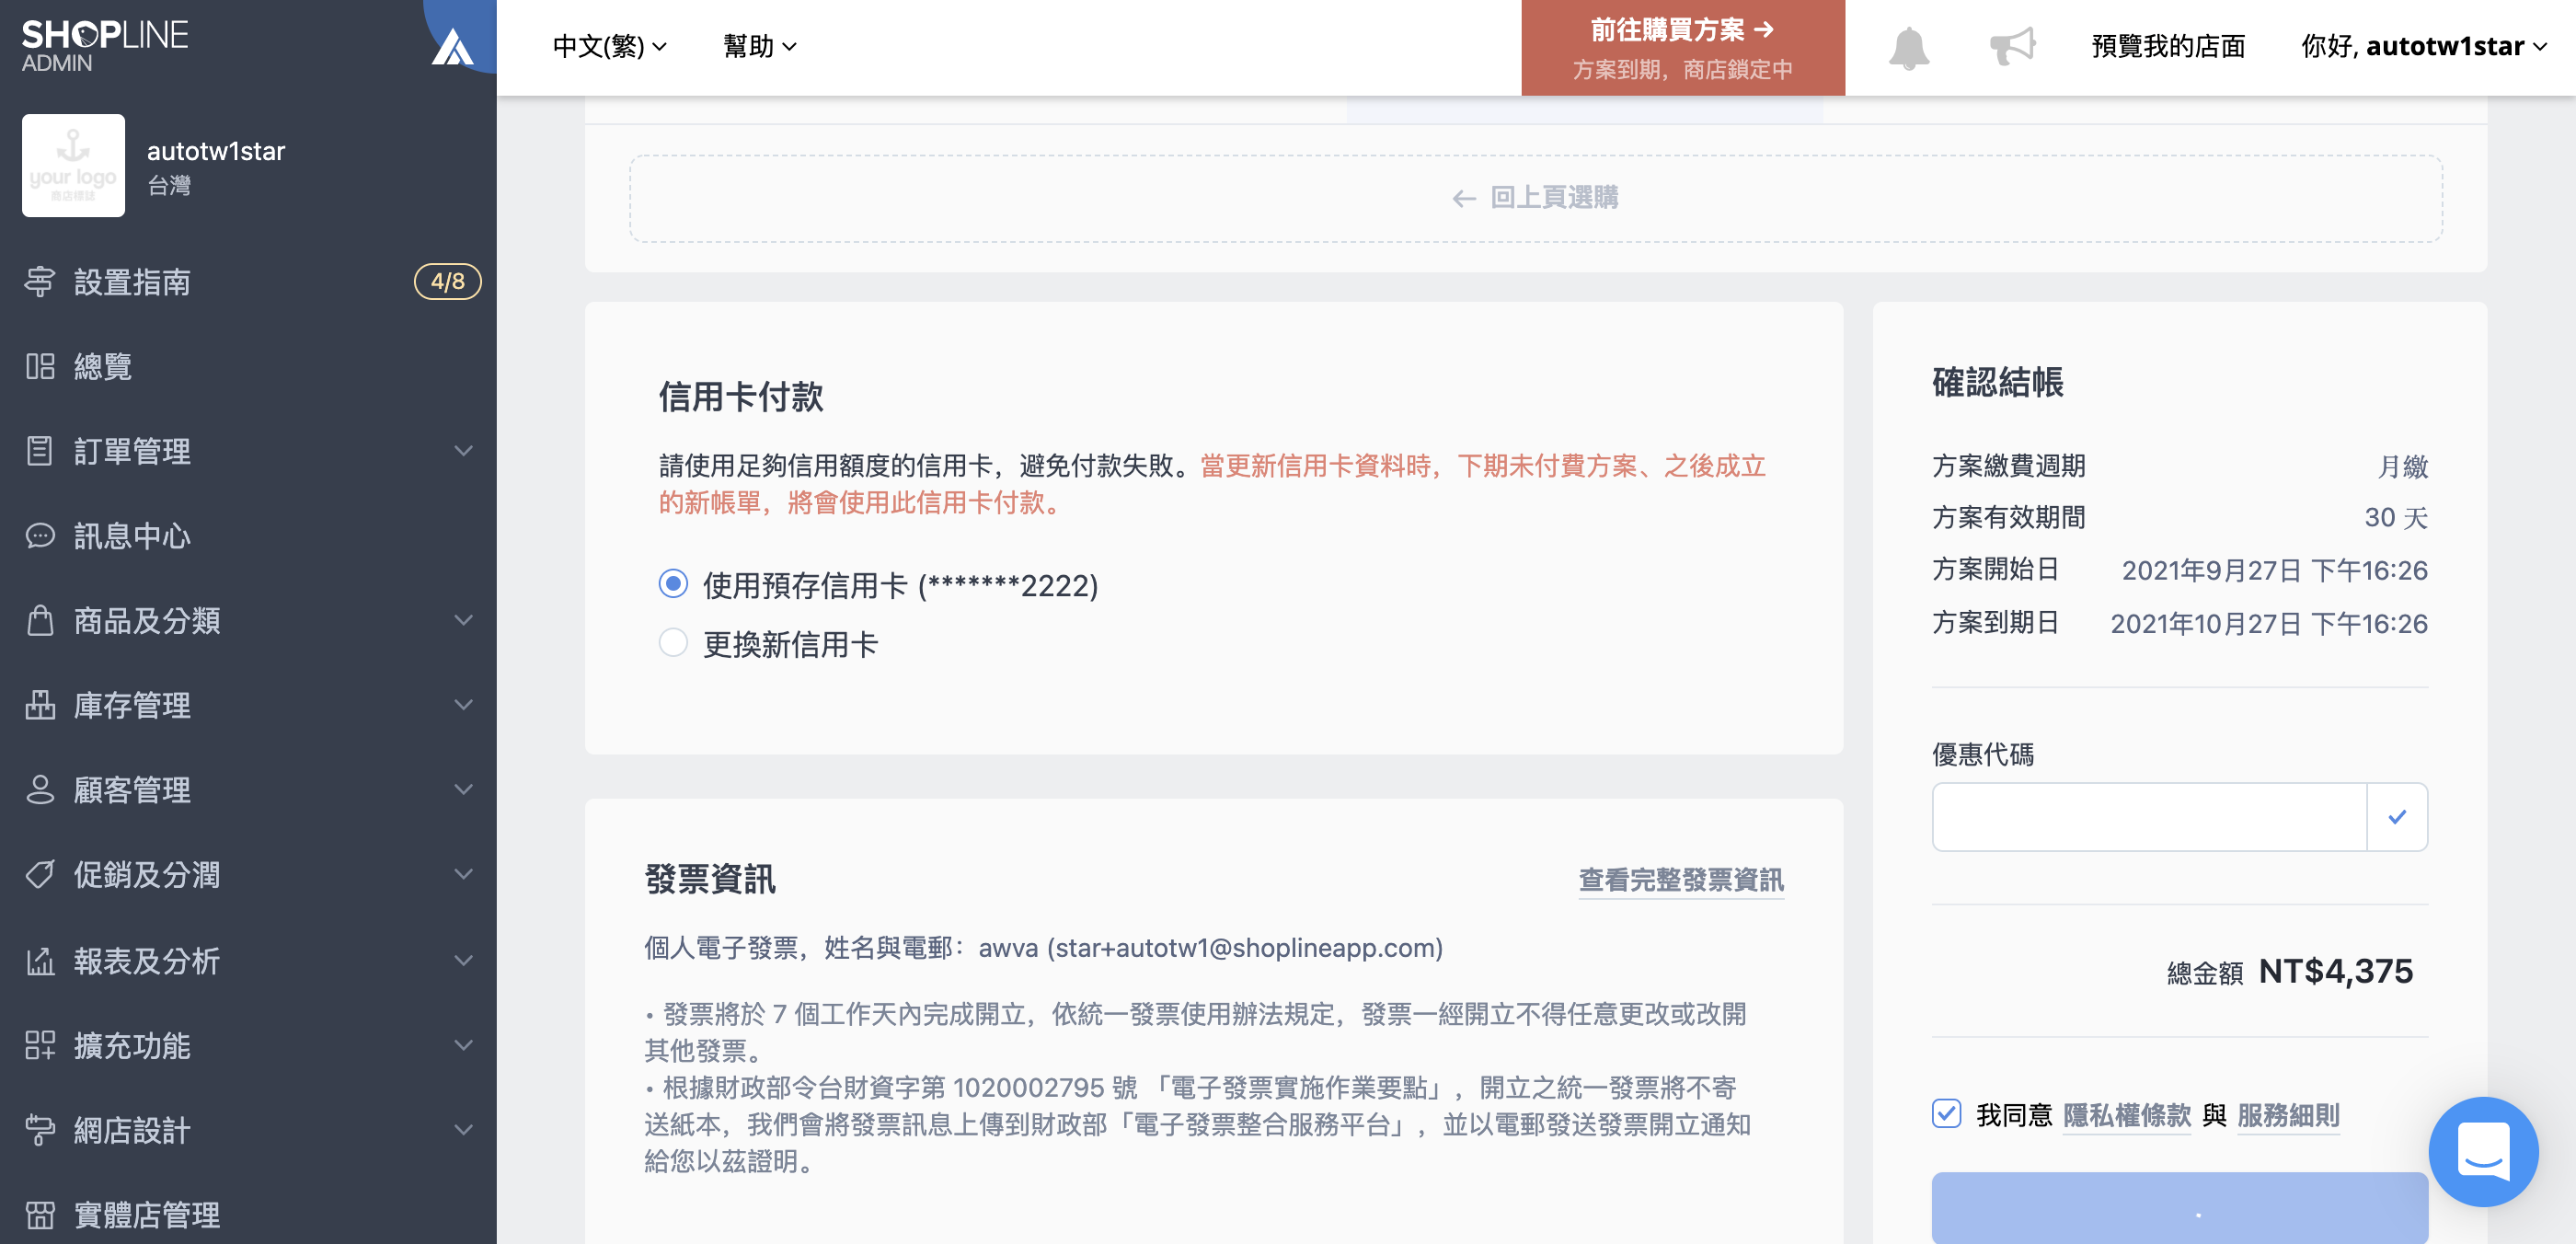 SHOPLINE
ADMIN
中文(繁)
幫助
前往購買方案 →
方案到期，商店鎖定中
預覽我的店面
你好, autotw1star
your logo
商店標誌
autotw1star
台灣
設置指南
4/8
總覽
訂單管理
訊息中心
商品及分類
庫存管理
顧客管理
促銷及分潤
報表及分析
擴充功能
網店設計
實體店管理
← 回上頁選購
信用卡付款
請使用足夠信用額度的信用卡，避免付款失敗。當更新信用卡資料時，下期未付費方案、之後成立
的新帳單，將會使用此信用卡付款。
使用預存信用卡 (*******2222)
更換新信用卡
發票資訊
查看完整發票資訊
個人電子發票，姓名與電郵：awva (star+autotw1@shoplineapp.com)
• 發票將於 7 個工作天內完成開立，依統一發票使用辦法規定，發票一經開立不得任意更改或改開
其他發票。
• 根據財政部令台財資字第 1020002795 號 「電子發票實施作業要點」，開立之統一發票將不寄
送紙本，我們會將發票訊息上傳到財政部「電子發票整合服務平台」，並以電郵發送發票開立通知
給您以茲證明。
確認結帳
方案繳費週期 月繳
方案有效期間 30 天
方案開始日 2021年9月27日 下午16:26
方案到期日 2021年10月27日 下午16:26
優惠代碼
總金額 NT$4,375
我同意 隱私權條款 與 服務細則